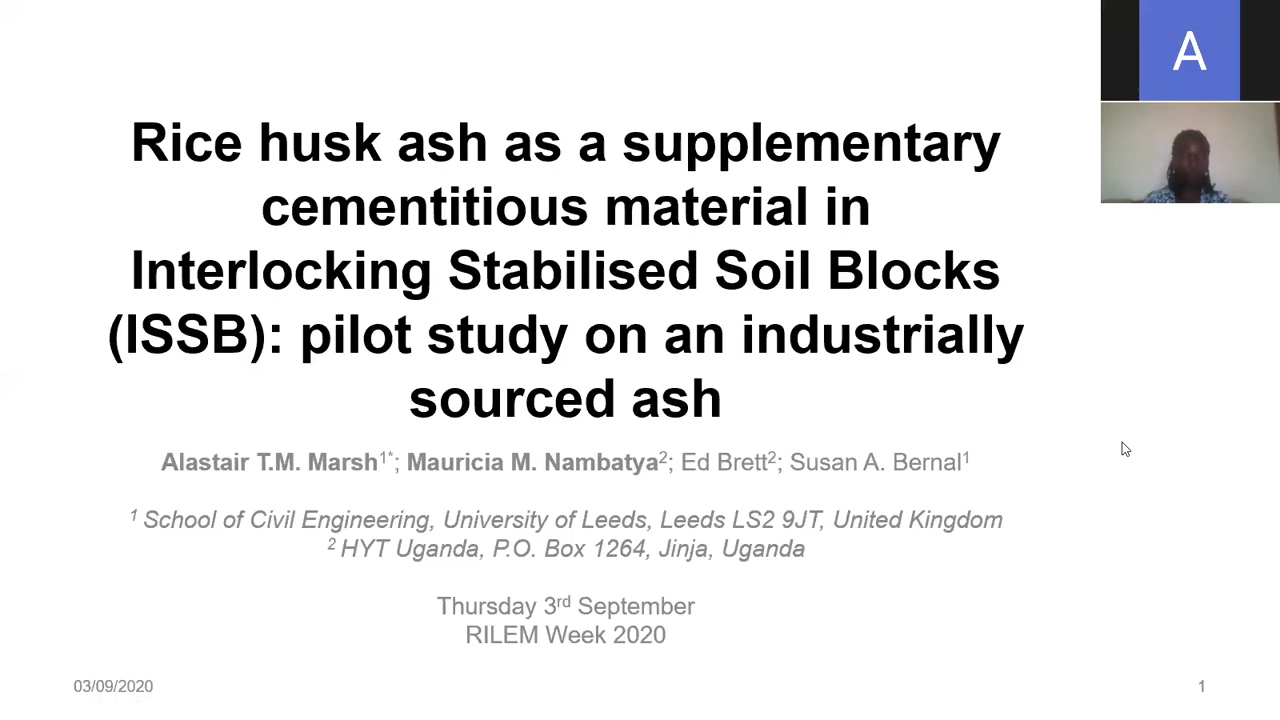 A
Rice husk ash as a supplementary
cementitious material in
Interlocking Stabilised Soil Blocks
(ISSB): pilot study on an industrially
sourced ash
Alastair T.M. Marsh1*; Mauricia M. Nambatya2; Ed Brett2; Susan A. Bernal1
1 School of Civil Engineering, University of Leeds, Leeds LS2 9JT, United Kingdom
2 HYT Uganda, P.O. Box 1264, Jinja, Uganda
Thursday 3rd September
RILEM Week 2020
03/09/2020
1